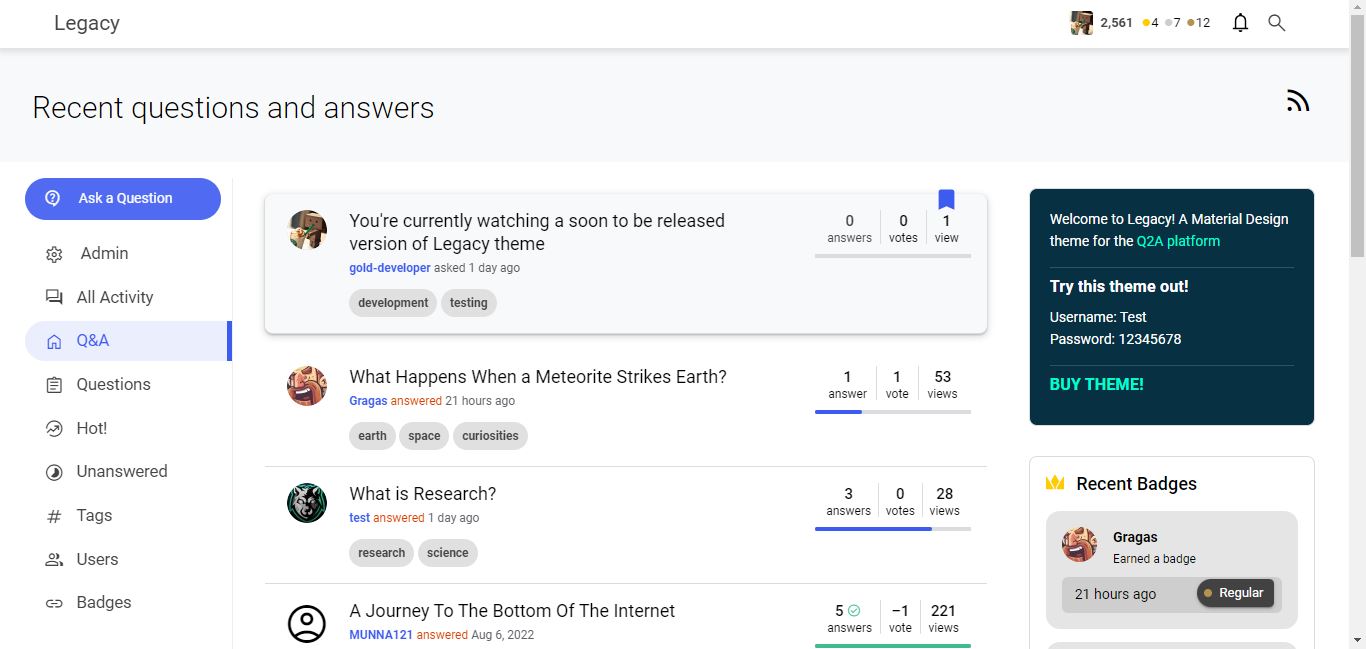 Legacy
2,561 4 7 12
Recent questions and answers
Ask a Question
Admin
All Activity
Q&A
Questions
Hot!
Unanswered
Tags
Users
Badges
You're currently watching a soon to be released
version of Legacy theme
gold-developer asked 1 day ago
development testing
0 0 1
answers votes view
What Happens When a Meteorite Strikes Earth?
Gragas answered 21 hours ago
earth space curiosities
1 1 53
answer vote views
What is Research?
test answered 1 day ago
research science
3 0 28
answers votes views
A Journey To The Bottom Of The Internet
MUNNA121 answered Aug 6, 2022
5 −1 221
answers vote views
Welcome to Legacy! A Material Design
theme for the Q2A platform
Try this theme out!
Username: Test
Password: 12345678
BUY THEME!
Recent Badges
Gragas
Earned a badge
21 hours ago Regular